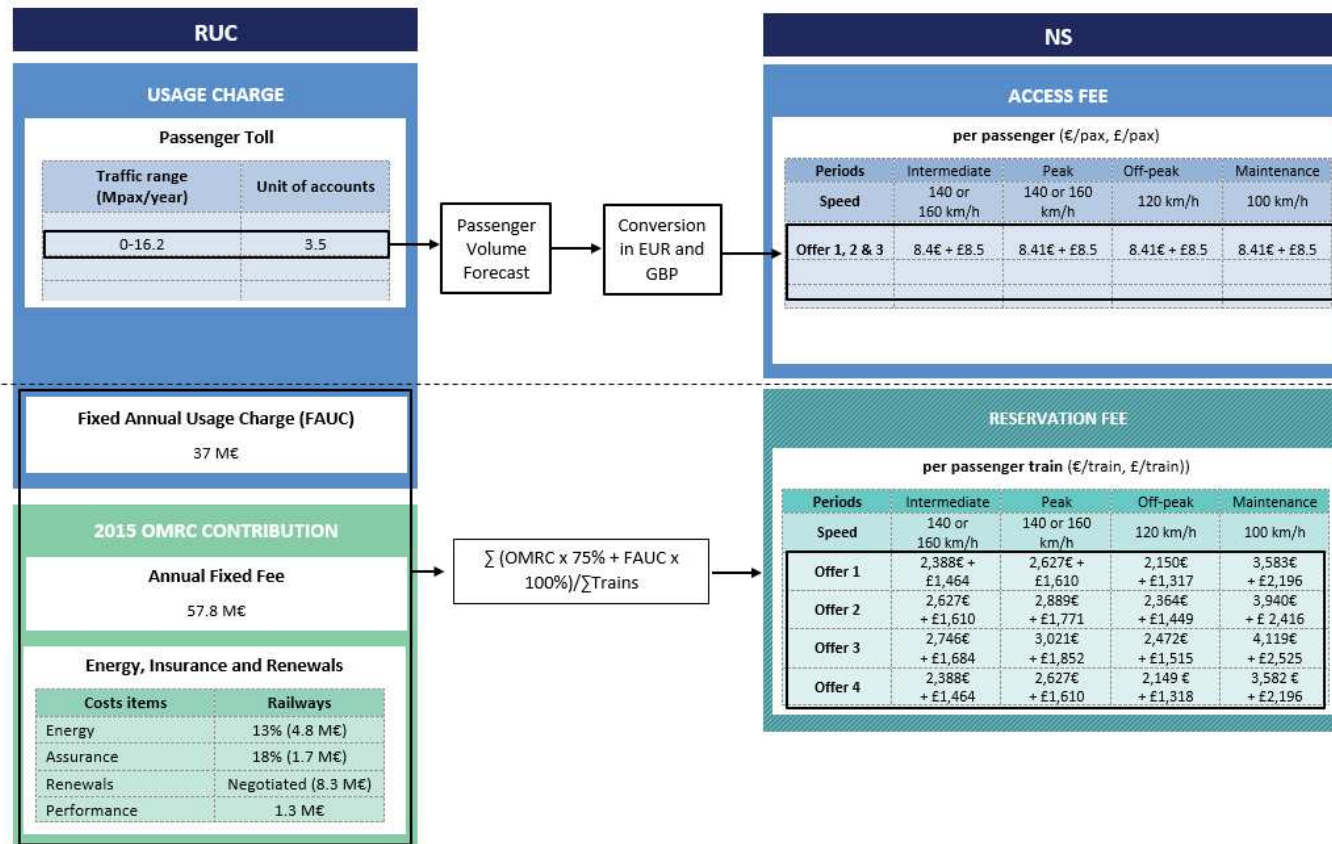 RUC
USAGE CHARGE
Passenger Toll
Traffic range
(Mpax/year)
Unit of accounts
0-16.2
3.5
Passenger
Volume
Forecast
Conversion
in EUR and
GBP
NS
ACCESS FEE
per passenger (€/pax, £/pax)
Periods
Intermediate
Peak
Off-peak
Maintenance
Speed
140 or
160 km/h
140 or 160
km/h
120 km/h
100 km/h
Offer 1, 2 & 3
8.4€ + £8.5
8.41€ + £8.5
8.41€ + £8.5
8.41€ + £8.5
Fixed Annual Usage Charge (FAUC)
37 M€
2015 OMRC CONTRIBUTION
Annual Fixed Fee
57.8 M€
Energy, Insurance and Renewals
Costs items
Railways
Energy
13% (4.8 M€)
Assurance
18% (1.7 M€)
Renewals
Negotiated (8.3 M€)
Performance
1.3 M€
∑ (OMRC x 75% + FAUC x
100%)/∑Trains
RESERVATION FEE
per passenger train (€/train, £/train))
Periods
Intermediate
Peak
Off-peak
Maintenance
Speed
140 or
160 km/h
140 or 160
km/h
120 km/h
100 km/h
Offer 1
2,388€ +
£1,464
2,627€ +
£1,610
2,150€
+ £1,317
3,583€
+ £2,196
Offer 2
2,627€
+ £1,610
2,889€
+ £1,771
2,364€
+ £1,449
3,940€
+ £ 2,416
Offer 3
2,746€
+ £1,684
3,021€
+ £1,852
2,472€
+ £1,515
4,119€
+ £2,525
Offer 4
2,388€
+ £1,464
2,627€
+ £1,610
2,149 €
+ £1,318
3,582 €
+ £2,196